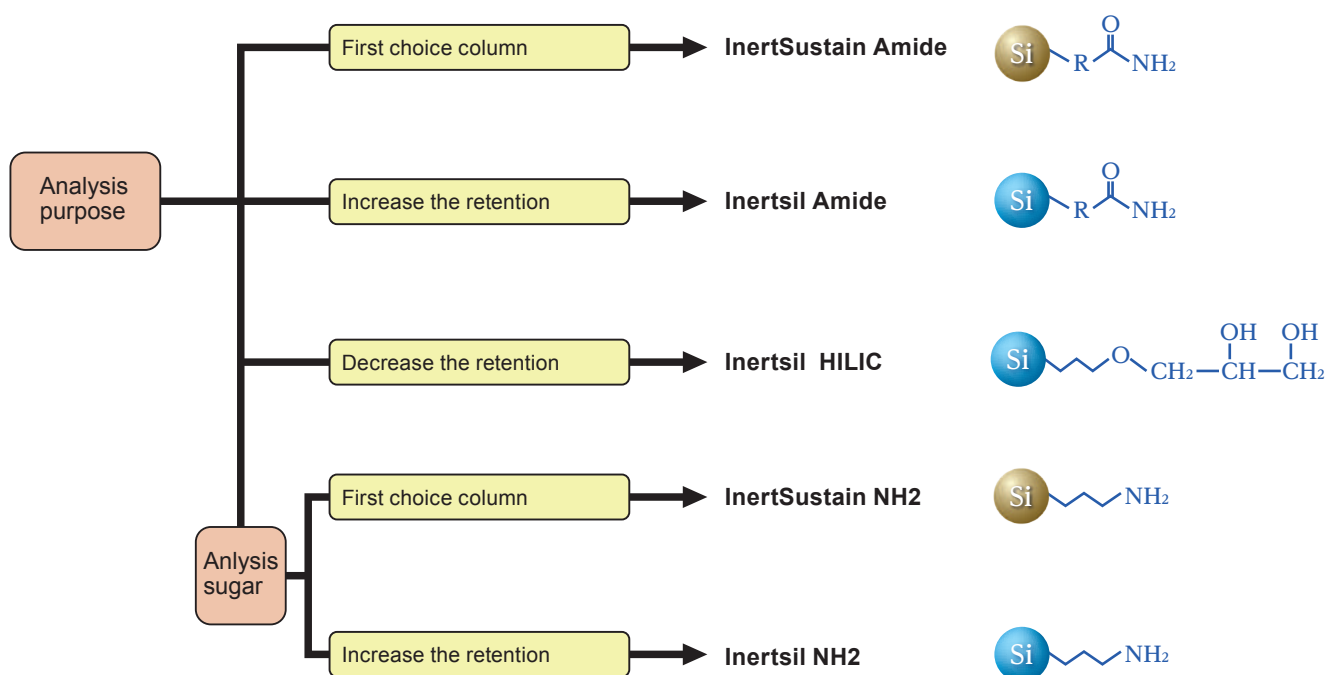 First choice column
InertSustain Amide
Si
R
O
NH₂
Analysis
purpose
Increase the retention
Inertsil Amide
Si
R
O
NH₂
Decrease the retention
Inertsil  HILIC
Si
O
CH₂
OH
CH
OH
CH₂
Anlysis
sugar
First choice column
InertSustain NH2
Si
NH₂
Increase the retention
Inertsil NH2
Si
NH₂